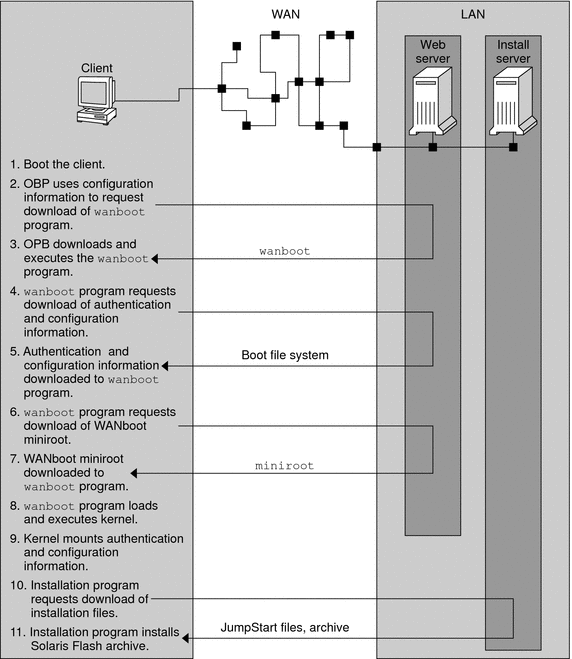 WAN
LAN
Client
Web
server
Install
server
1. Boot the client.
2. OBP uses configuration
information to request
download of wanboot
program.
3. OPB downloads and
executes the wanboot
program.
wanboot
4. wanboot program requests
download of authentication
and configuration
information.
5. Authentication and
configuration information
downloaded to wanboot
program.
Boot file system
6. wanboot program requests
download of WANboot
miniroot.
7. WANboot miniroot
downloaded to
wanboot program.
miniroot
8. wanboot program loads
and executes kernel.
9. Kernel mounts authentication
and configuration
information.
10. Installation program
requests download of
installation files.
11. Installation program installs
Solaris Flash archive.
JumpStart files, archive